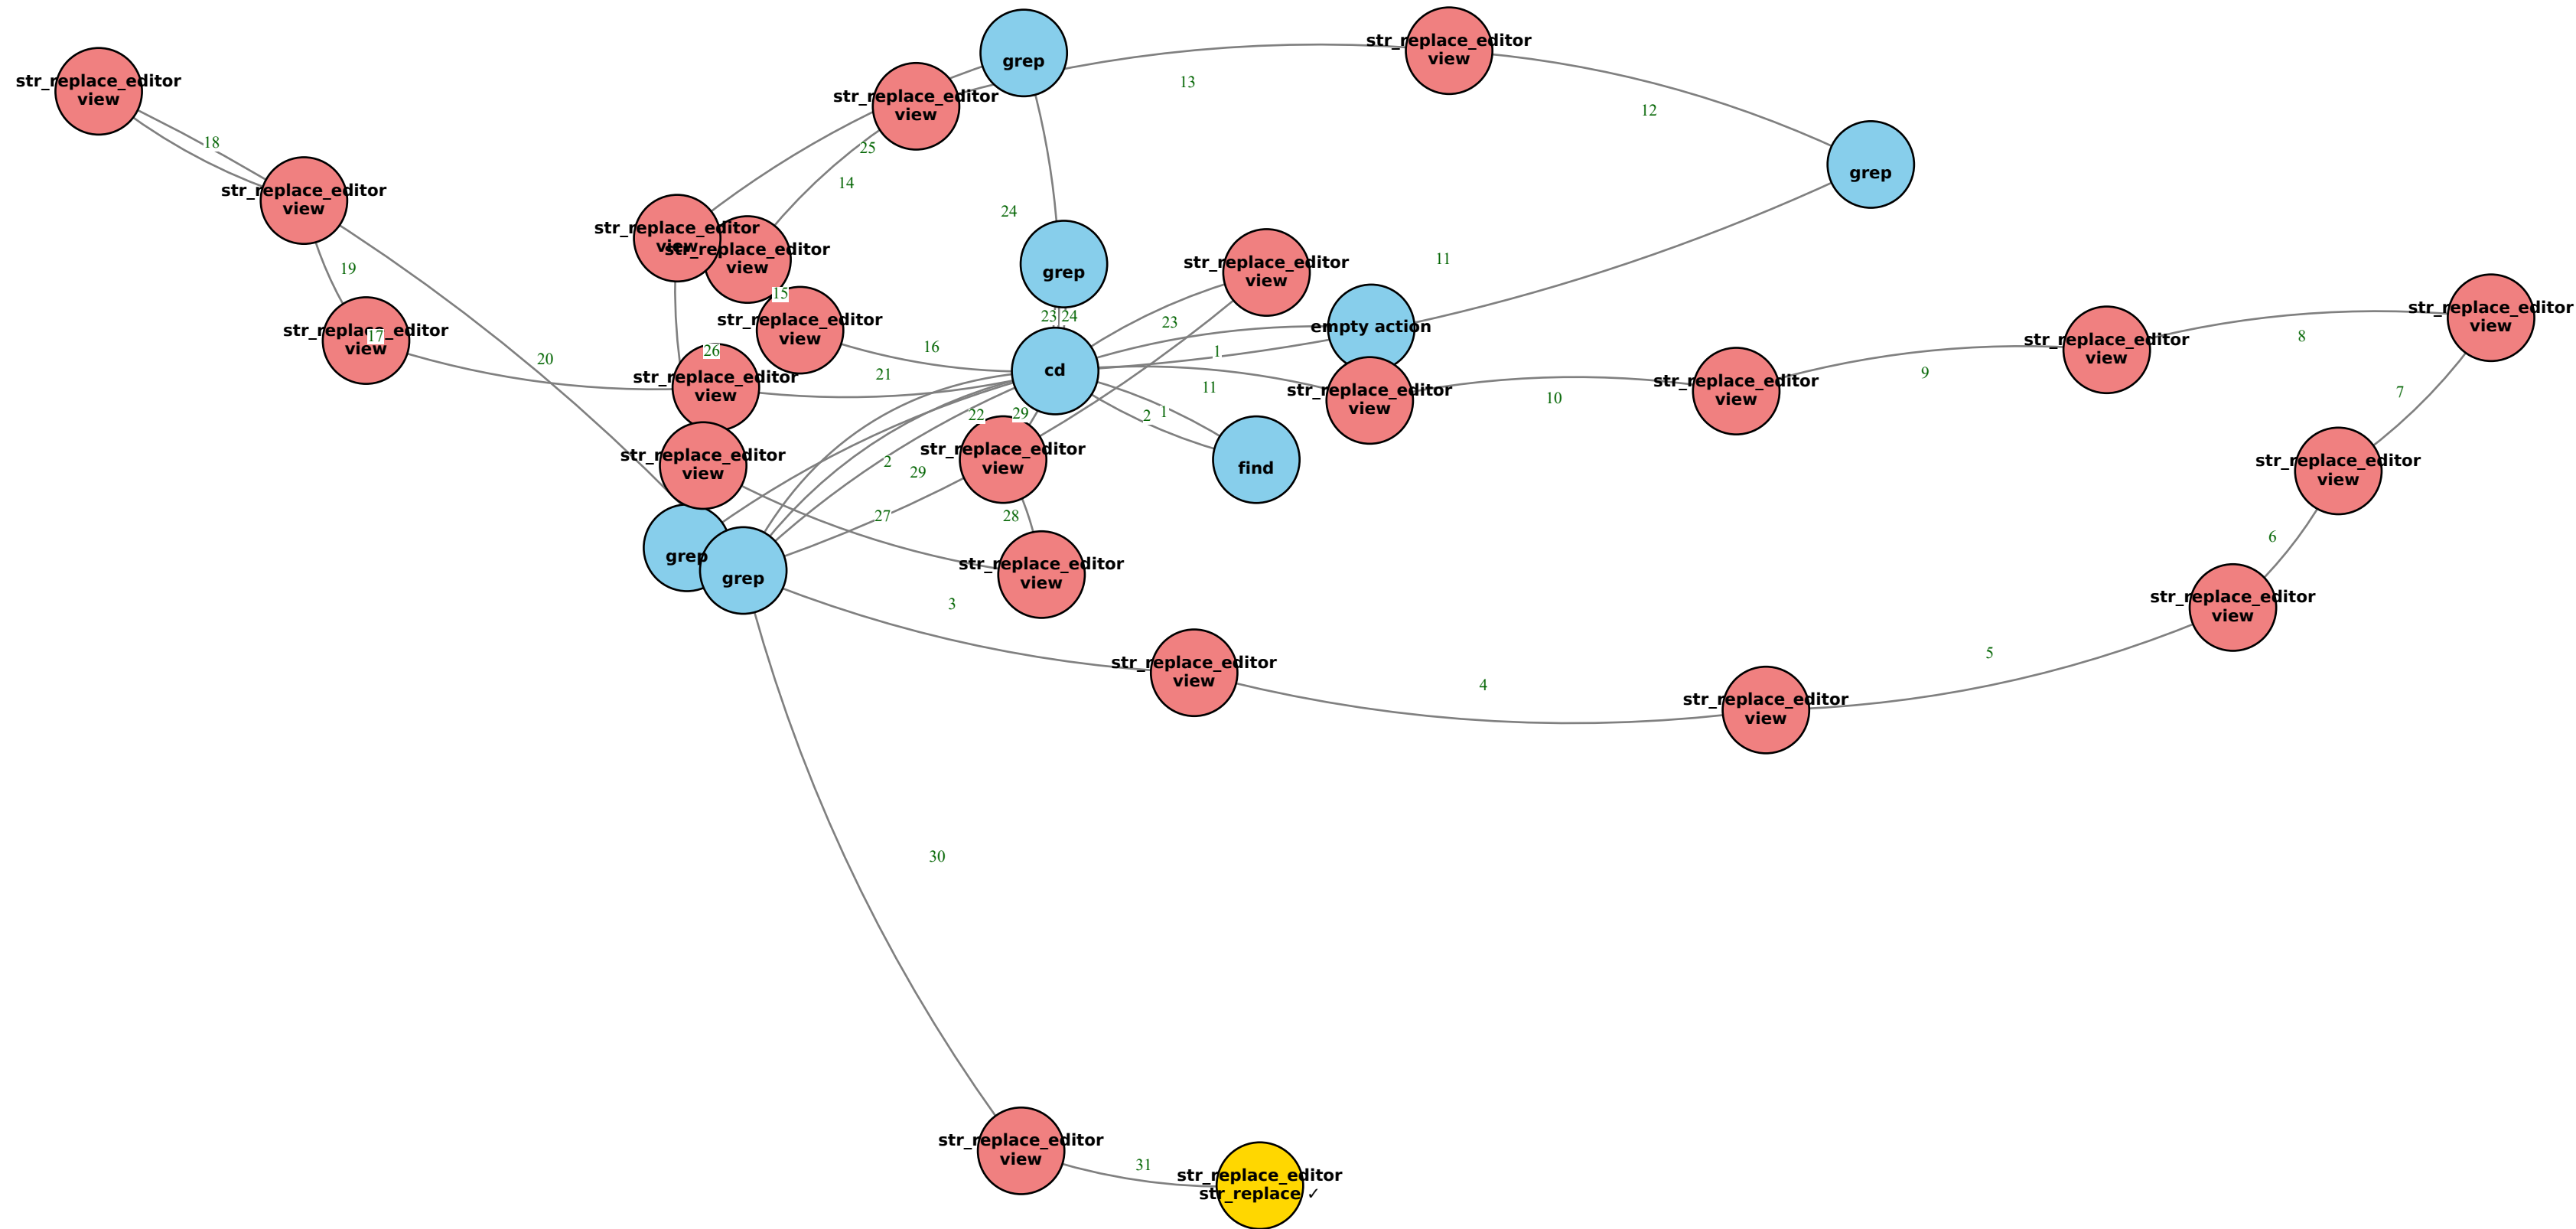 grep
str_replace_editor
view
str_replace_editor
view
13
str_replace_editor
view
12
18
25
grep
14
str_replace_editor
view
24
str_replace_editor
view
str_replace_editor
view
11
19
grep
str_replace_editor
view
15
23
24
23
empty action
str_replace_editor
view
str_replace_editor
view
17
str_replace_editor
view
8
str_replace_editor
view
16
26
1
20
21
cd
11
str_replace_editor
view
10
str_replace_editor
view
9
7
str_replace_editor
view
22
29
2
1
str_replace_editor
view
2
29
str_replace_editor
view
find
str_replace_editor
view
27
28
6
grep
grep
str_replace_editor
view
3
str_replace_editor
view
5
str_replace_editor
view
4
str_replace_editor
view
30
str_replace_editor
view
31
str_replace_editor
str_replace ✓